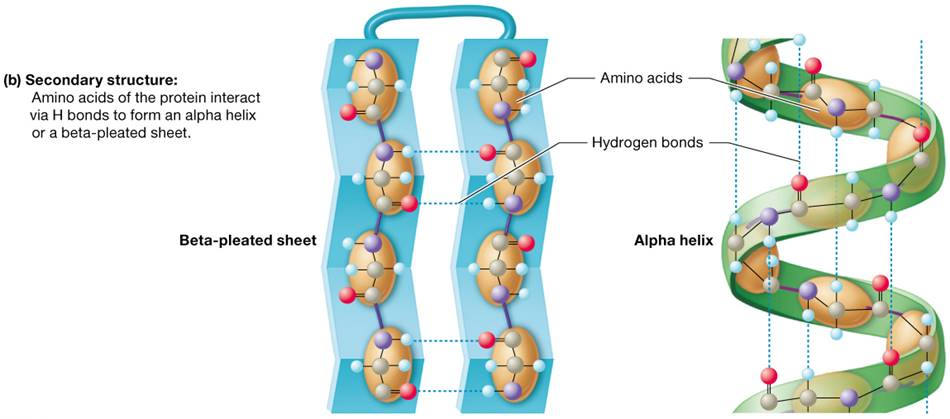 (b) Secondary structure:
Amino acids of the protein interact
via H bonds to form an alpha helix
or a beta-pleated sheet.
Amino acids
Hydrogen bonds
Beta-pleated sheet
Alpha helix